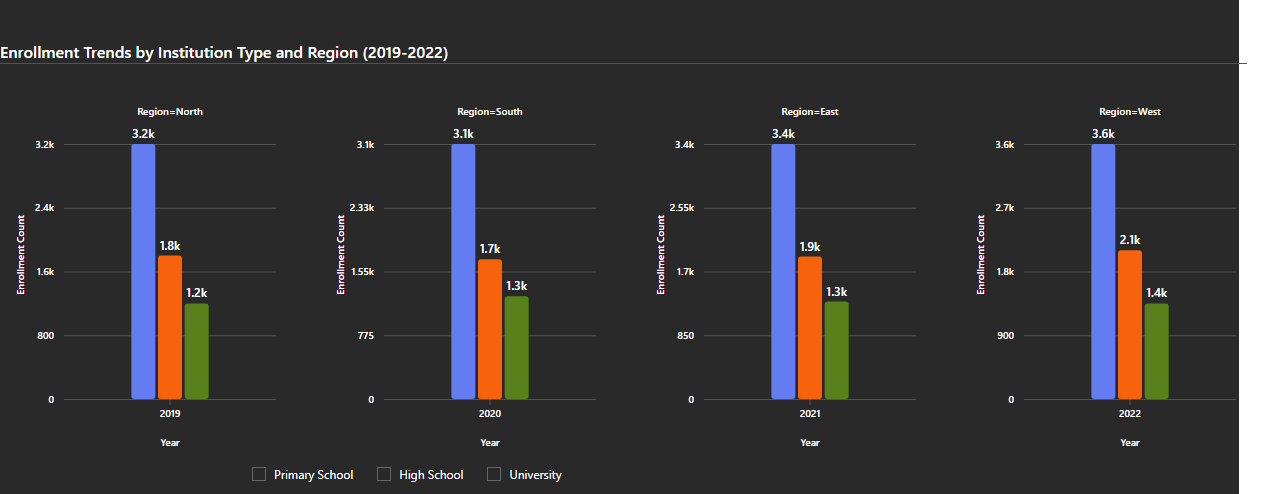 Enrollment Trends by Institution Type and Region (2019-2022)
Region=North
3.2k
1.8k
1.2k
3.2k
2.4k
1.6k
800
0
Enrollment Count
2019
Year
Region=South
3.1k
1.7k
1.3k
3.1k
2.33k
1.55k
775
0
Enrollment Count
2020
Year
Region=East
3.4k
1.9k
1.3k
3.4k
2.55k
1.7k
850
0
Enrollment Count
2021
Year
Region=West
3.6k
2.1k
1.4k
3.6k
2.7k
1.8k
900
0
Enrollment Count
2022
Year
Primary School High School University